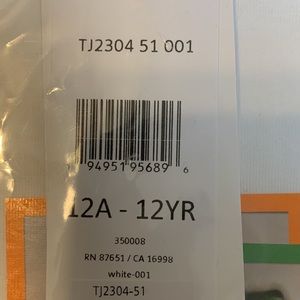 TJ2304 51 001
1 94951 95689 6
12A - 12YR
350008
RN 87651 / CA 16998
white-001
TJ2304-51